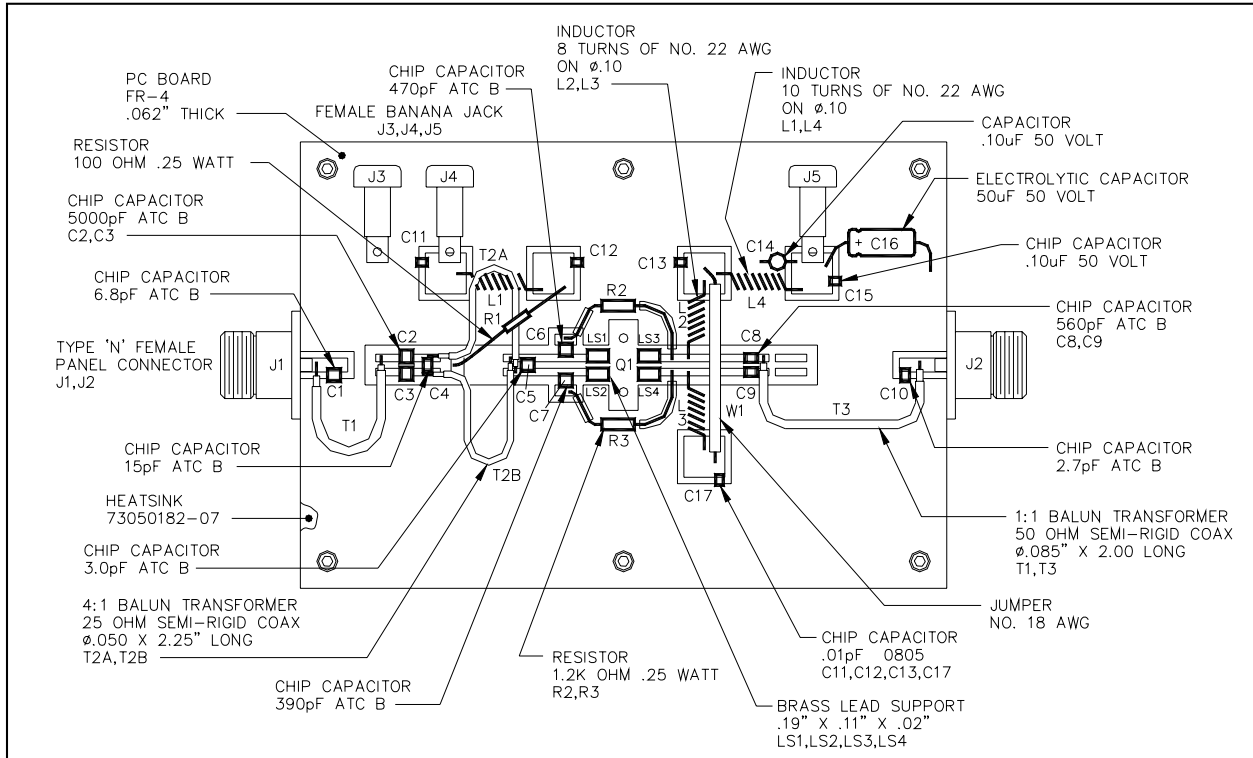 INDUCTOR
8 TURNS OF NO. 22 AWG
ON ø.10
L2,L3
CHIP CAPACITOR
470pF ATC B
INDUCTOR
10 TURNS OF NO. 22 AWG
ON ø.10
L1,L4
PC BOARD
FR-4
.062" THICK
FEMALE BANANA JACK
J3,J4,J5
CAPACITOR
.10uF 50 VOLT
RESISTOR
100 OHM .25 WATT
ELECTROLYTIC CAPACITOR
50uF 50 VOLT
CHIP CAPACITOR
5000pF ATC B
C2,C3
CHIP CAPACITOR
.10uF 50 VOLT
CHIP CAPACITOR
6.8pF ATC B
CHIP CAPACITOR
560pF ATC B
C8,C9
TYPE 'N' FEMALE
PANEL CONNECTOR
J1,J2
J3
J4
J5
C11
T2A
C12
C13
C14
+ C16
C15
L1
R1
R2
L4
L
2
C2
C6
LS1
LS3
C8
J1
C1
C3
C4
C5
Q1
C9
C10
J2
T1
C7
LS2
LS4
L
3
W1
T3
R3
T2B
C17
CHIP CAPACITOR
15pF ATC B
CHIP CAPACITOR
2.7pF ATC B
HEATSINK
73050182-07
1:1 BALUN TRANSFORMER
50 OHM SEMI-RIGID COAX
ø.085" X 2.00 LONG
T1,T3
CHIP CAPACITOR
3.0pF ATC B
4:1 BALUN TRANSFORMER
25 OHM SEMI-RIGID COAX
ø.050 X 2.25" LONG
T2A,T2B
JUMPER
NO. 18 AWG
CHIP CAPACITOR
.01pF 0805
C11,C12,C13,C17
RESISTOR
1.2K OHM .25 WATT
R2,R3
CHIP CAPACITOR
390pF ATC B
BRASS LEAD SUPPORT
.19" X .11" X .02"
LS1,LS2,LS3,LS4